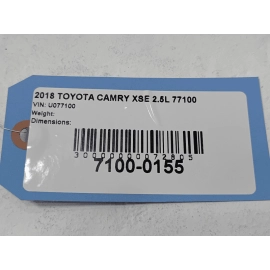 2018 TOYOTA CAMRY XSE 2.5L 77100
VIN: U077100
Weight:
Dimensions:
3000000072805
7100-0155